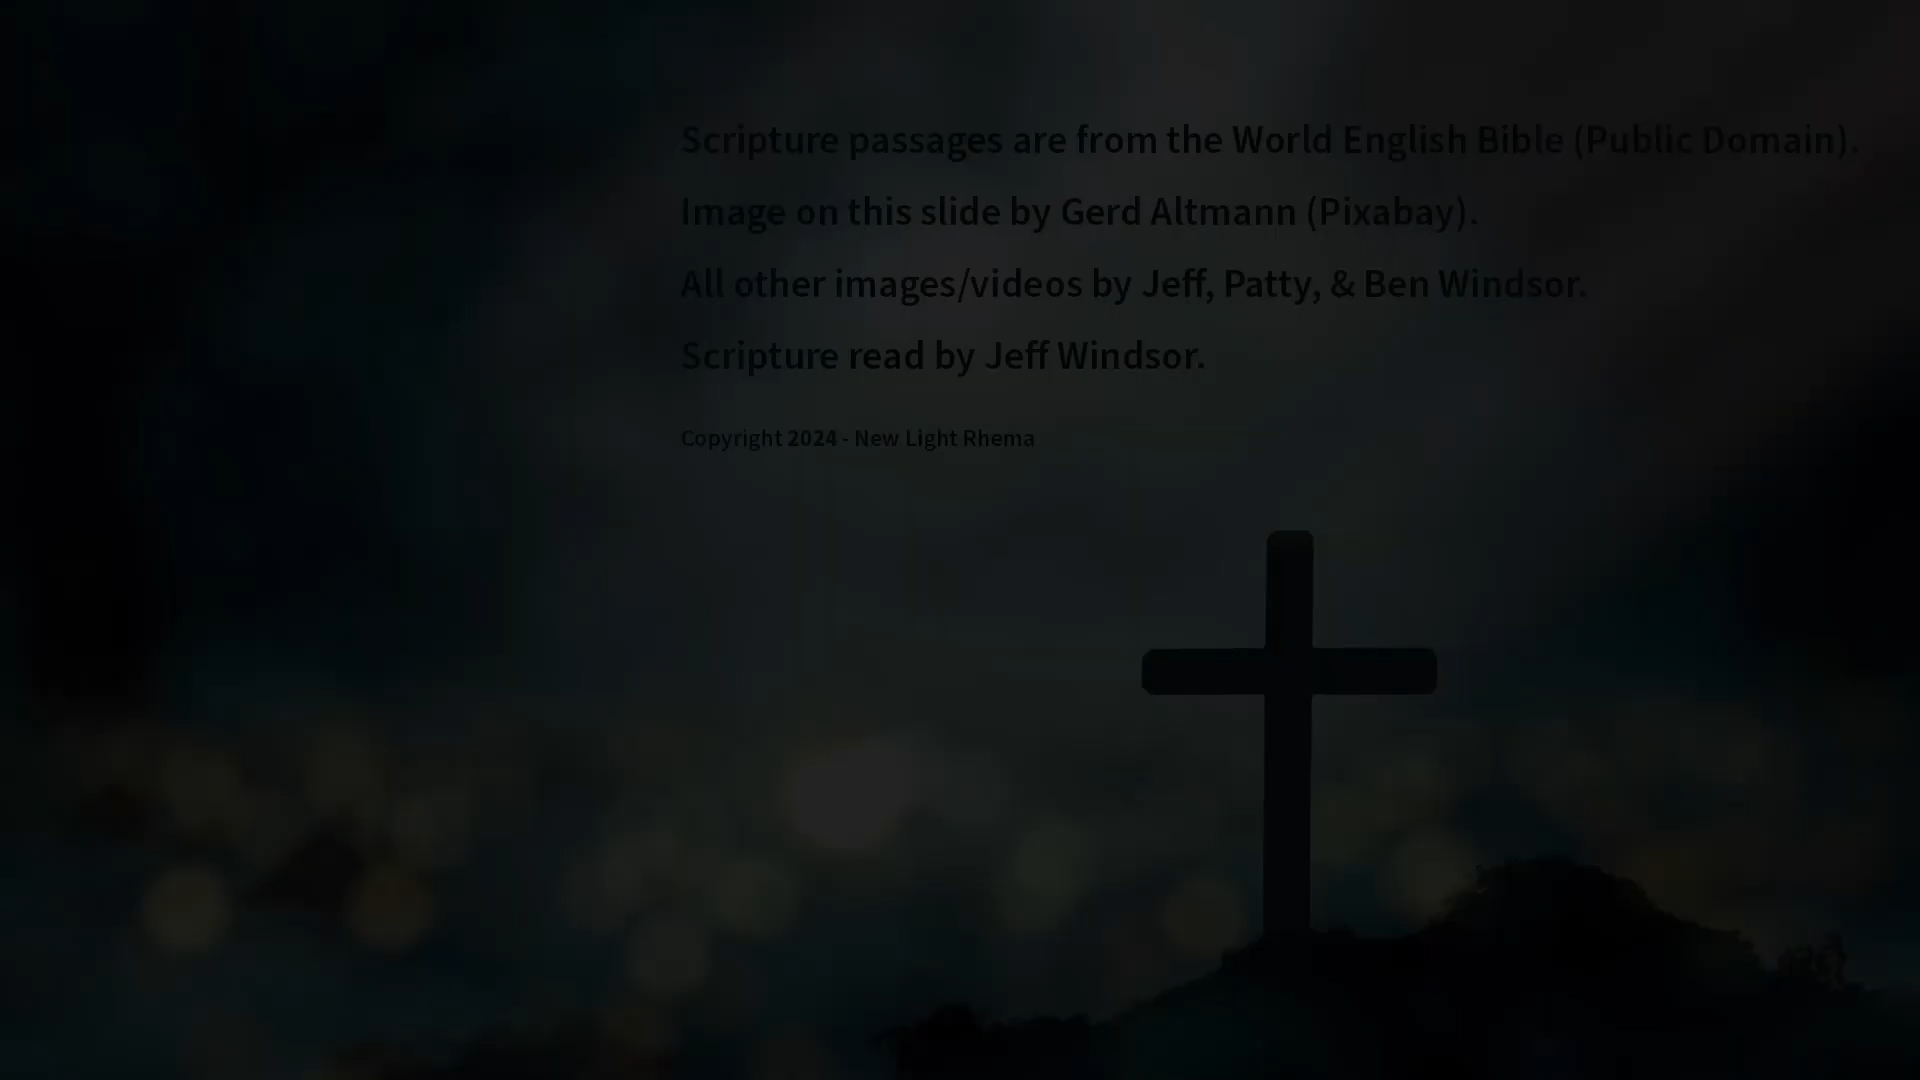 Scripture passages are from the World English Bible (Public Domain).
Image on this slide by Gerd Altmann (Pixabay).
All other images/videos by Jeff, Patty, & Ben Windsor.
Scripture read by Jeff Windsor.
Copyright 2024 - New Light Rhema